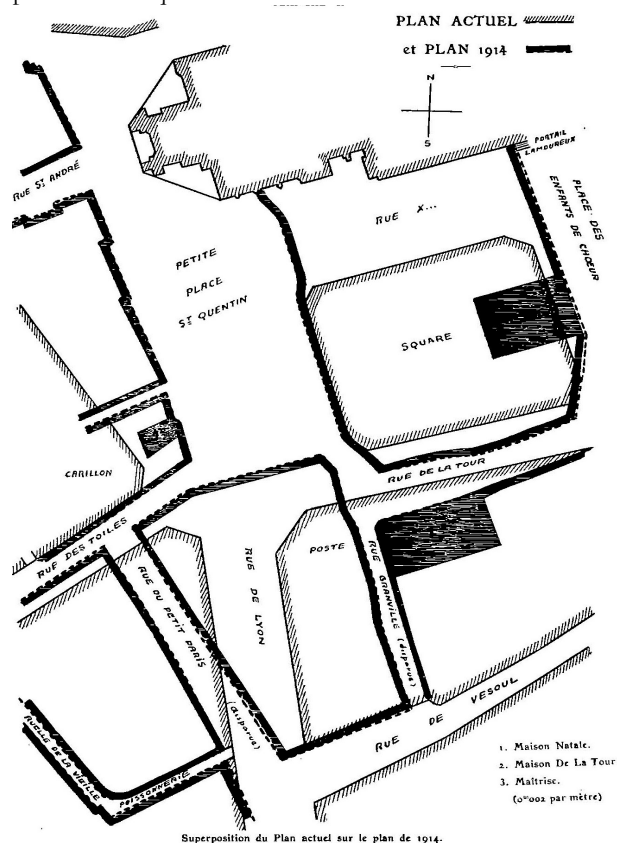 PLAN ACTUEL
et PLAN 1914
N
S
PORTAIL
LAMOUREUX
RUE St ANDRÉ
PLACE DES
ENFANTS DE CHŒUR
RUE X...
PETITE
PLACE
St QUENTIN
SQUARE
CARILLON
RUE DE LA TOUR
RUE DES TOILES
POSTE
RUE DU PETIT PARIS
(disparue)
RUE DE LYON
RUE GRANVILLE (disparue)
RUE DE VESOUL
RUELLE DE LA VIEILLE
POISSONNERIE
1. Maison Natale.
2. Maison De La Tour
3. Maîtrise.
(0m002 par mètre)
Superposition du Plan actuel sur le plan de 1914.